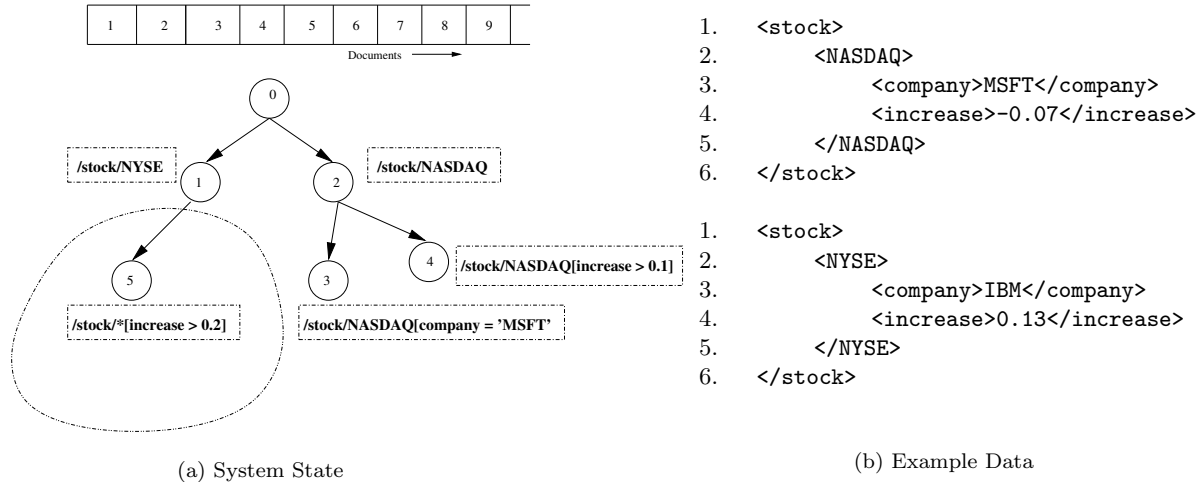 1 2 3 4 5 6 7 8 9
Documents
0
/stock/NYSE
1
2
/stock/NASDAQ
5
3
4
/stock/NASDAQ[increase > 0.1]
/stock/*[increase > 0.2]
/stock/NASDAQ[company = 'MSFT'
(a) System State
1. <stock>
2. <NASDAQ>
3. <company>MSFT</company>
4. <increase>-0.07</increase>
5. </NASDAQ>
6. </stock>
1. <stock>
2. <NYSE>
3. <company>IBM</company>
4. <increase>0.13</increase>
5. </NYSE>
6. </stock>
(b) Example Data